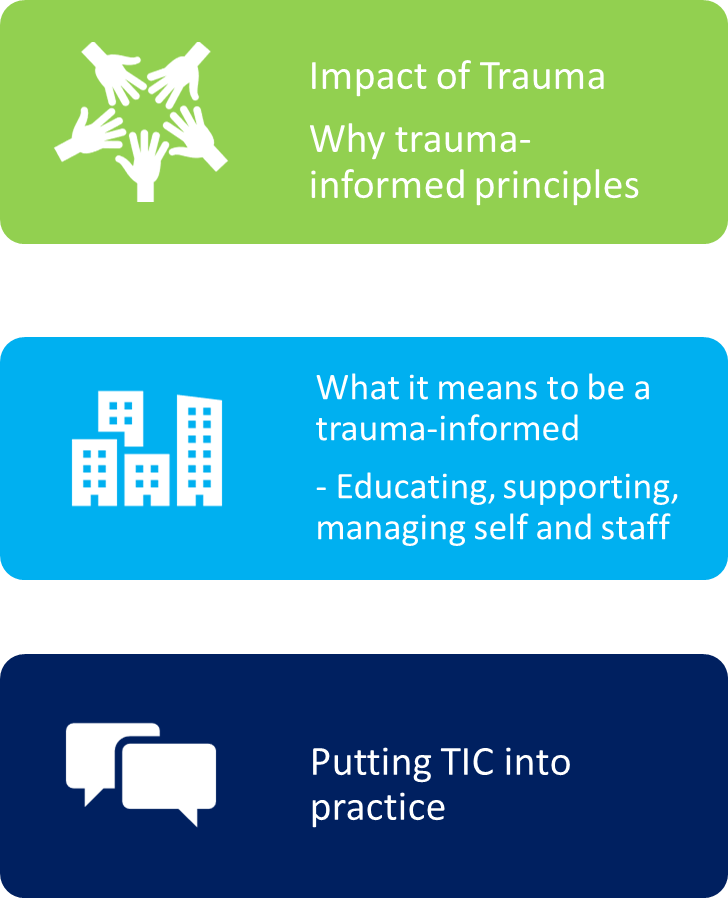 Impact of Trauma
Why trauma-
informed principles
What it means to be a
trauma-informed
- Educating, supporting,
managing self and staff
Putting TIC into
practice